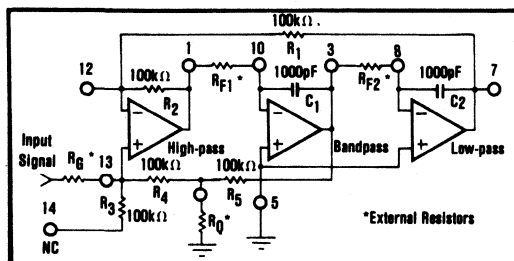 100kΩ.
R1
1 10 3 8
12 100kΩ RF1* 1000pF RF2* 1000pF 7
R2 C1 C2
− − −
+ + +
Input
Signal RG* 13 High-pass Bandpass Low-pass
100kΩ 100kΩ
R3 R4 R5
14 100kΩ RQ* 5 *External Resistors
NC